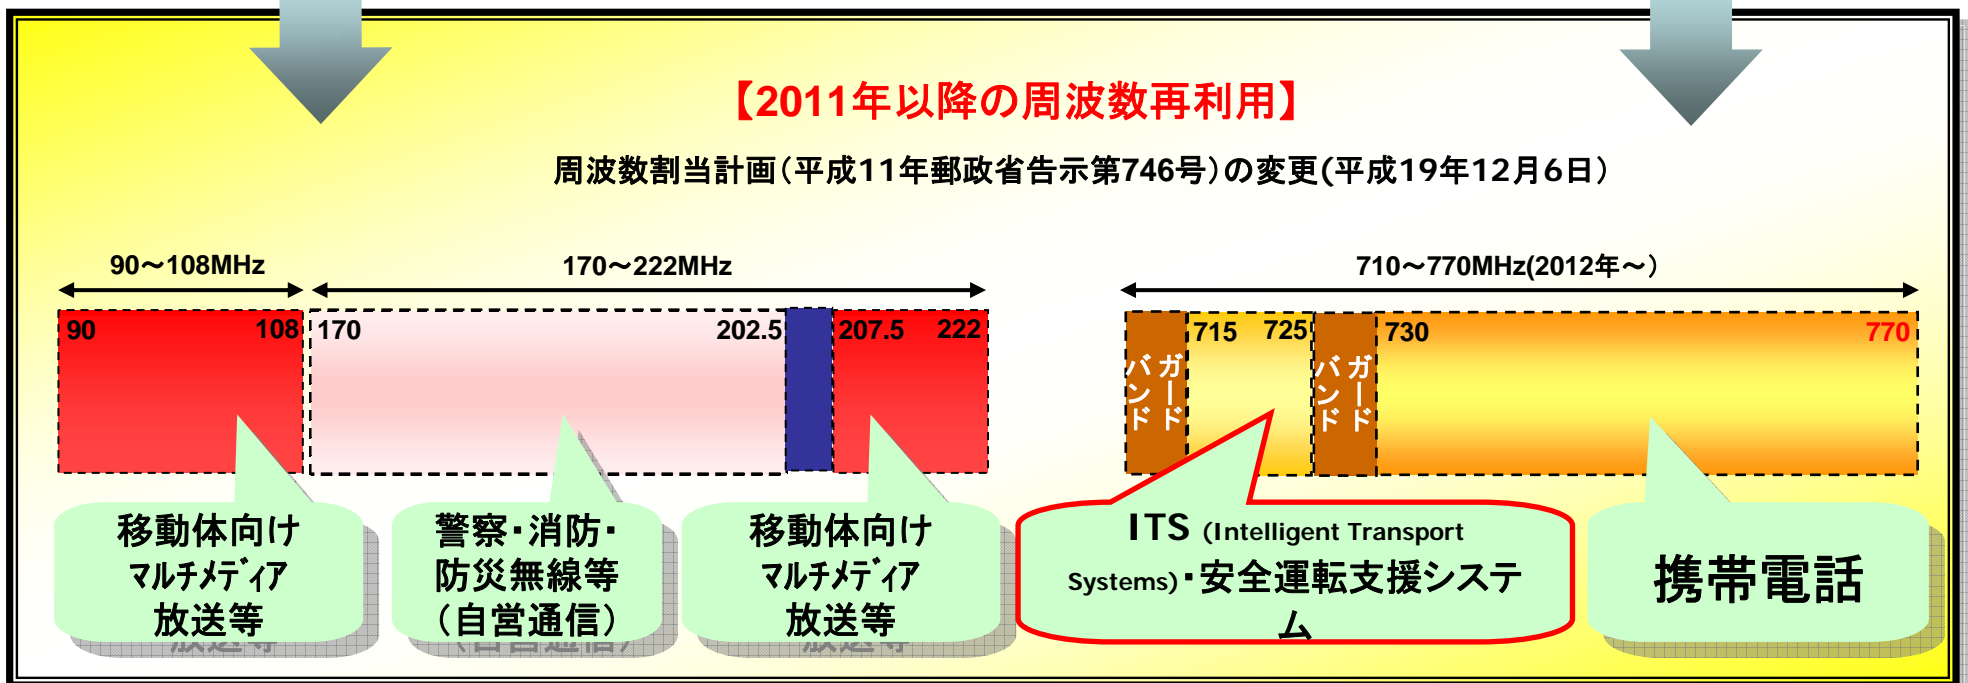 【2011年以降の周波数再利用】
周波数割当計画(平成11年郵政省告示第746号)の変更(平成19年12月6日)
90～108MHz
170～222MHz
710～770MHz(2012年～)
90
108
170
202.5
207.5
222
ガード
バンド
715
725
ガード
バンド
730
770
移動体向け
マルチメディア
放送等
警察・消防・
防災無線等
(自営通信)
移動体向け
マルチメディア
放送等
ITS (Intelligent Transport
Systems)・安全運転支援システ
ム
携帯電話